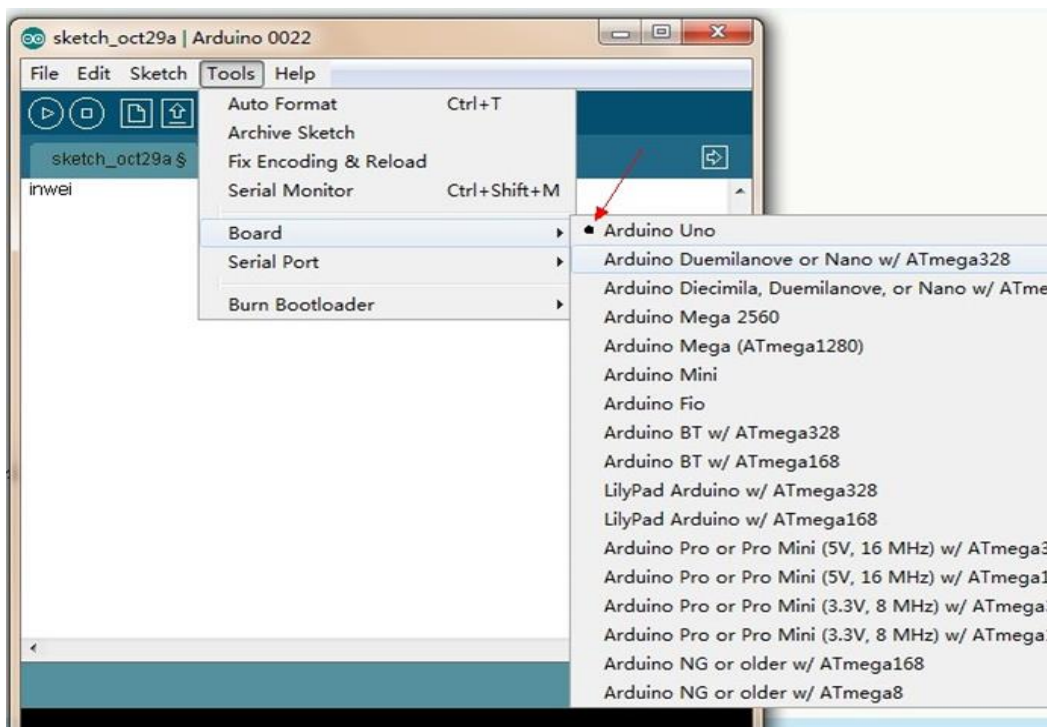 sketch_oct29a | Arduino 0022
File Edit Sketch Tools Help
Auto Format Ctrl+T
Archive Sketch
sketch_oct29a §
Fix Encoding & Reload
inwei
Serial Monitor Ctrl+Shift+M
Board
Serial Port
Burn Bootloader
Arduino Uno
Arduino Duemilanove or Nano w/ ATmega328
Arduino Diecimila, Duemilanove, or Nano w/ ATme
Arduino Mega 2560
Arduino Mega (ATmega1280)
Arduino Mini
Arduino Fio
Arduino BT w/ ATmega328
Arduino BT w/ ATmega168
LilyPad Arduino w/ ATmega328
LilyPad Arduino w/ ATmega168
Arduino Pro or Pro Mini (5V, 16 MHz) w/ ATmega3
Arduino Pro or Pro Mini (5V, 16 MHz) w/ ATmega1
Arduino Pro or Pro Mini (3.3V, 8 MHz) w/ ATmega
Arduino Pro or Pro Mini (3.3V, 8 MHz) w/ ATmega
Arduino NG or older w/ ATmega168
Arduino NG or older w/ ATmega8